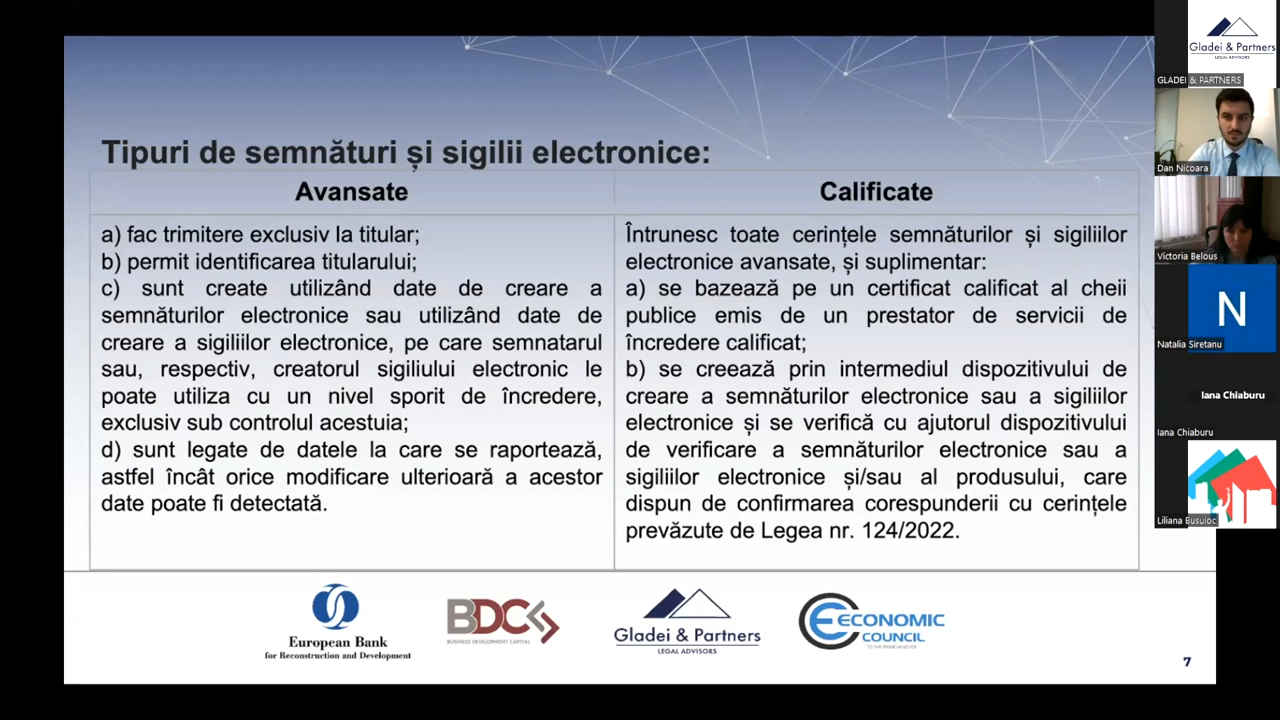 Tipuri de semnături și sigilii electronice:
Avansate
a) fac trimitere exclusiv la titular;
b) permit identificarea titularului;
c) sunt create utilizând date de creare a
semnăturilor electronice sau utilizând date de
creare a sigiliilor electronice, pe care semnatarul
sau, respectiv, creatorul sigiliului electronic le
poate utiliza cu un nivel sporit de încredere,
exclusiv sub controlul acestuia;
d) sunt legate de datele la care se raportează,
astfel încât orice modificare ulterioară a acestor
date poate fi detectată.
Calificate
Întrunesc toate cerințele semnăturilor și sigiliilor
electronice avansate, și suplimentar:
a) se bazează pe un certificat calificat al cheii
publice emis de un prestator de servicii de
încredere calificat;
b) se creează prin intermediul dispozitivului de
creare a semnăturilor electronice sau a sigiliilor
electronice și se verifică cu ajutorul dispozitivului
de verificare a semnăturilor electronice sau a
sigiliilor electronice și/sau al produsului, care
dispun de confirmarea corespunderii cu cerințele
prevăzute de Legea nr. 124/2022.
European Bank
for Reconstruction and Development
BDC
BUSINESS DEVELOPMENT CAPITAL
Gladei & Partners
LEGAL ADVISORS
ECONOMIC
COUNCIL
TO THE PRIME MINISTER
7
Gladei & Partners
LEGAL ADVISORS
GLADEI & PARTNERS
Dan Nicoara
Victoria Belous
N
Natalia Siretanu
Iana Chiaburu
Iana Chiaburu
Liliana Busuioc